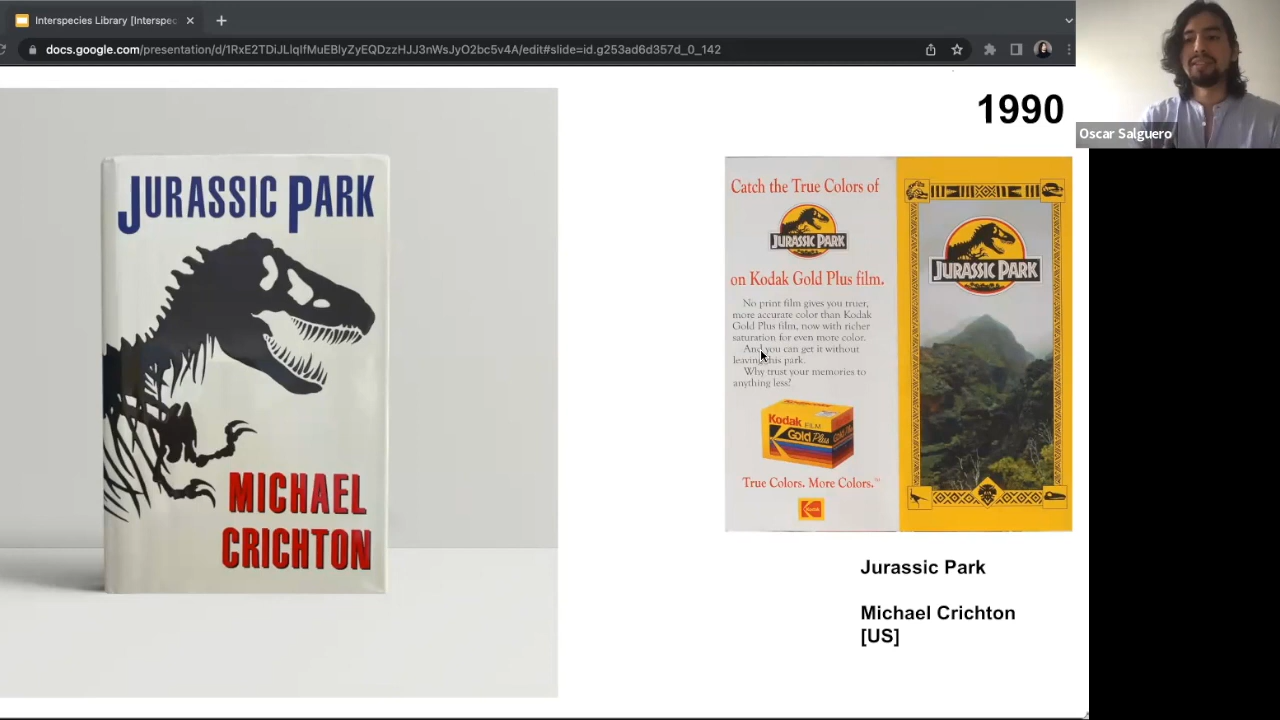 Interspecies Library [Interspec
docs.google.com/presentation/d/1RxE2TDiJLlqIfMuEBlyZyEQDzzHJJ3nWsJyO2bc5v4A/edit#slide=id.g253ad6d357d_0_142
Oscar Salguero
1990
JURASSIC PARK
MICHAEL
CRICHTON
Catch the True Colors of
JURASSIC PARK
on Kodak Gold Plus film.
No print film gives you truer,
more accurate color than Kodak
Gold Plus film, now with richer
saturation for even more color.
And you can get it without
leaving this park.
Why trust your memories to
anything less?
Kodak FILM
Gold Plus
True Colors. More Colors.™
Kodak
JURASSIC PARK
Jurassic Park
Michael Crichton
[US]